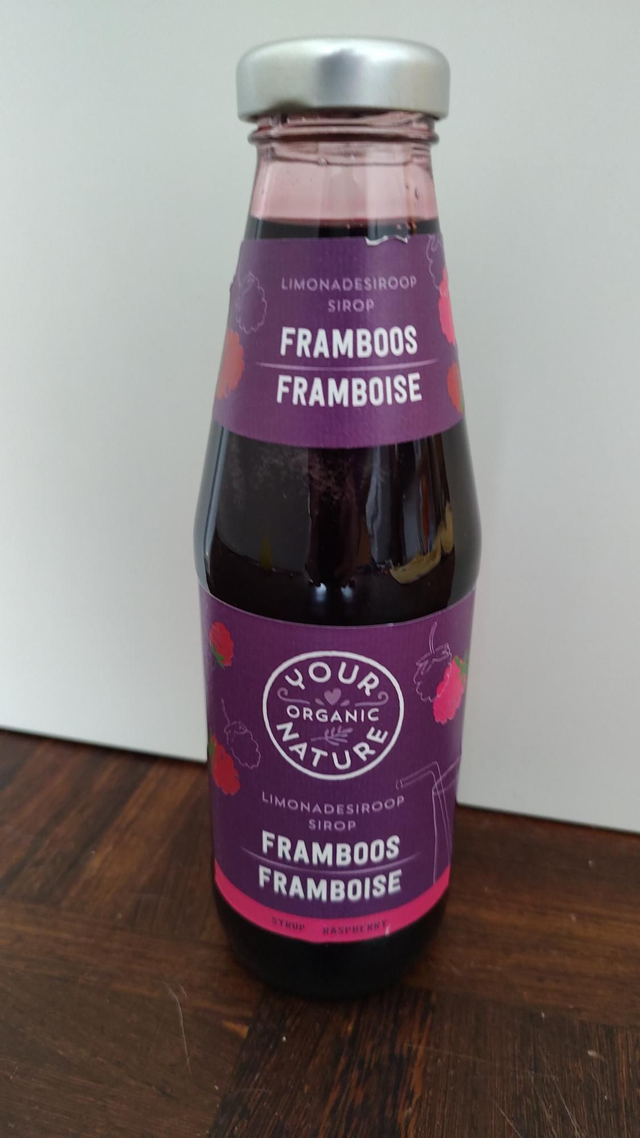 LIMONADESIROOP
SIROP
FRAMBOOS
FRAMBOISE
YOUR
ORGANIC
NATURE
LIMONADESIROOP
SIROP
FRAMBOOS
FRAMBOISE
SYRUP RASPBERRY